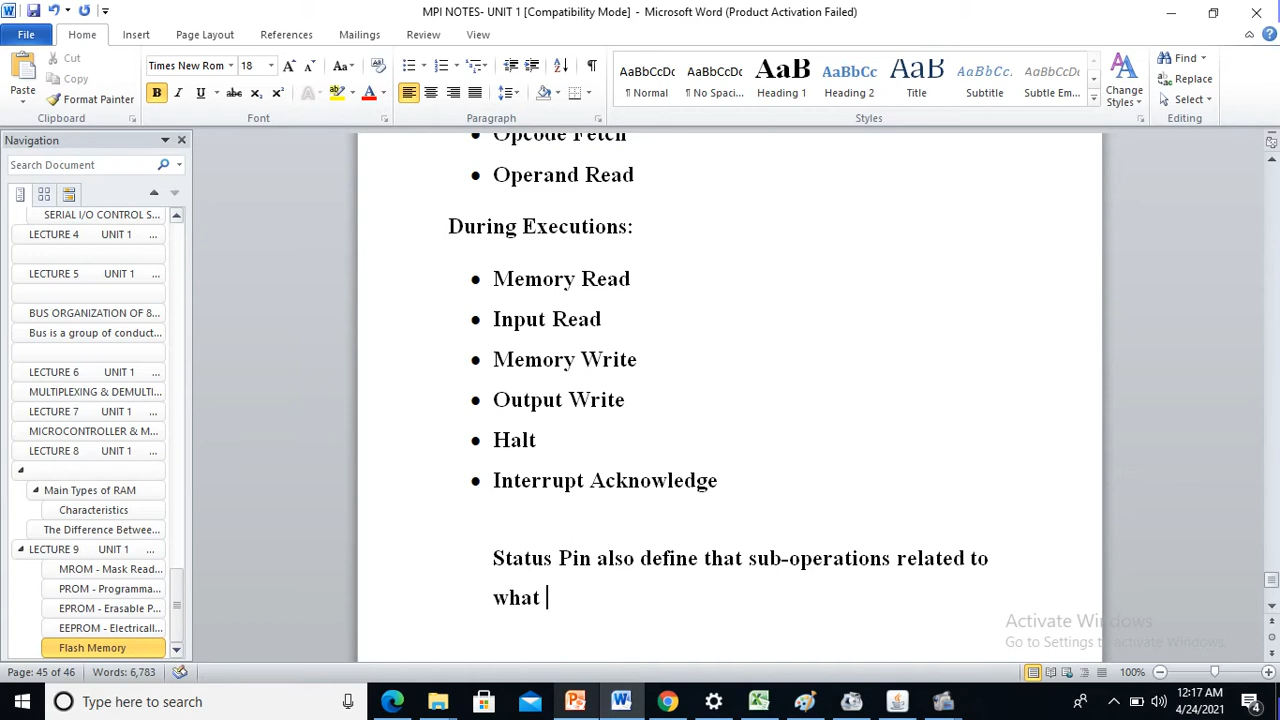 MPI NOTES- UNIT 1 [Compatibility Mode] - Microsoft Word (Product Activation Failed)
File Home Insert Page Layout References Mailings Review View
Paste
Cut
Copy
Format Painter
Clipboard
Times New Rom 18
Font
Paragraph
AaBbCcDc AaBbCcDc AaB AaBbCc AaB AaBbCcL AaBbCcDc
¶ Normal ¶ No Spaci... Heading 1 Heading 2 Title Subtitle Subtle Em...
Styles
Change Styles
Find
Replace
Select
Editing
Navigation
Search Document
SERIAL I/O CONTROL S...
LECTURE 4 UNIT 1 ...
LECTURE 5 UNIT 1 ...
BUS ORGANIZATION OF 8...
Bus is a group of conduct...
LECTURE 6 UNIT 1 ...
MULTIPLEXING & DEMULTI...
LECTURE 7 UNIT 1 ...
MICROCONTROLLER & M...
LECTURE 8 UNIT 1 ...
Main Types of RAM
Characteristics
The Difference Betwee...
LECTURE 9 UNIT 1 ...
MROM - Mask Read...
PROM - Programma...
EPROM - Erasable P...
EEPROM - Electricall...
Flash Memory
• Opcode Fetch
• Operand Read
During Executions:
• Memory Read
• Input Read
• Memory Write
• Output Write
• Halt
• Interrupt Acknowledge
Status Pin also define that sub-operations related to
what
Activate Windows
Go to Settings to activate Windows.
Page: 45 of 46 Words: 6,783 100%
Type here to search
12:17 AM
4/24/2021
4